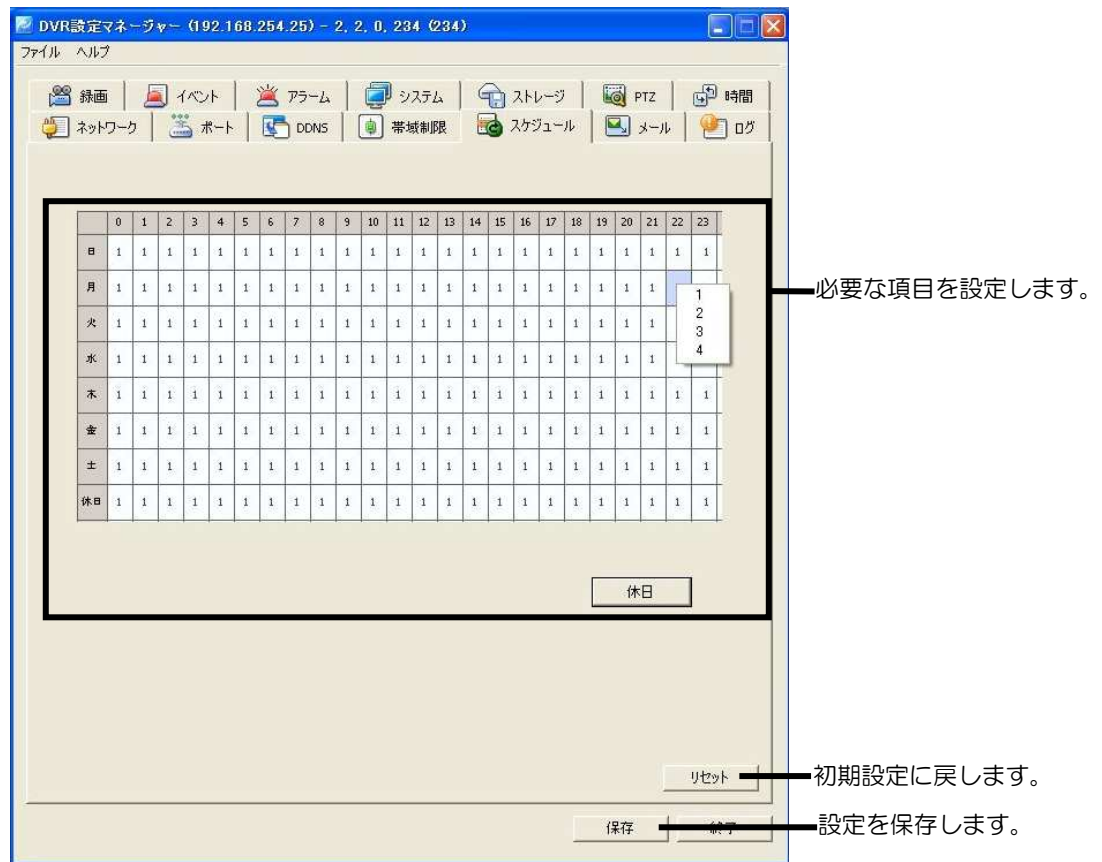 DVR設定マネージャー (192.168.254.25) - 2, 2, 0, 234 (234)
ファイル ヘルプ
録画 イベント アラーム システム ストレージ PTZ 時間
ネットワーク ポート DDNS 帯域制限 スケジュール メール ログ
0 1 2 3 4 5 6 7 8 9 10 11 12 13 14 15 16 17 18 19 20 21 22 23
日 1 1 1 1 1 1 1 1 1 1 1 1 1 1 1 1 1 1 1 1 1 1 1 1
月 1 1 1 1 1 1 1 1 1 1 1 1 1 1 1 1 1 1 1 1 1 1
必要な項目を設定します。
1
2
3
4
火 1 1 1 1 1 1 1 1 1 1 1 1 1 1 1 1 1 1 1 1 1 1
水 1 1 1 1 1 1 1 1 1 1 1 1 1 1 1 1 1 1 1 1 1 1
木 1 1 1 1 1 1 1 1 1 1 1 1 1 1 1 1 1 1 1 1 1 1 1 1
金 1 1 1 1 1 1 1 1 1 1 1 1 1 1 1 1 1 1 1 1 1 1 1 1
土 1 1 1 1 1 1 1 1 1 1 1 1 1 1 1 1 1 1 1 1 1 1 1 1
休日 1 1 1 1 1 1 1 1 1 1 1 1 1 1 1 1 1 1 1 1 1 1 1 1
休日
リセット
初期設定に戻します。
保存 終了
設定を保存します。